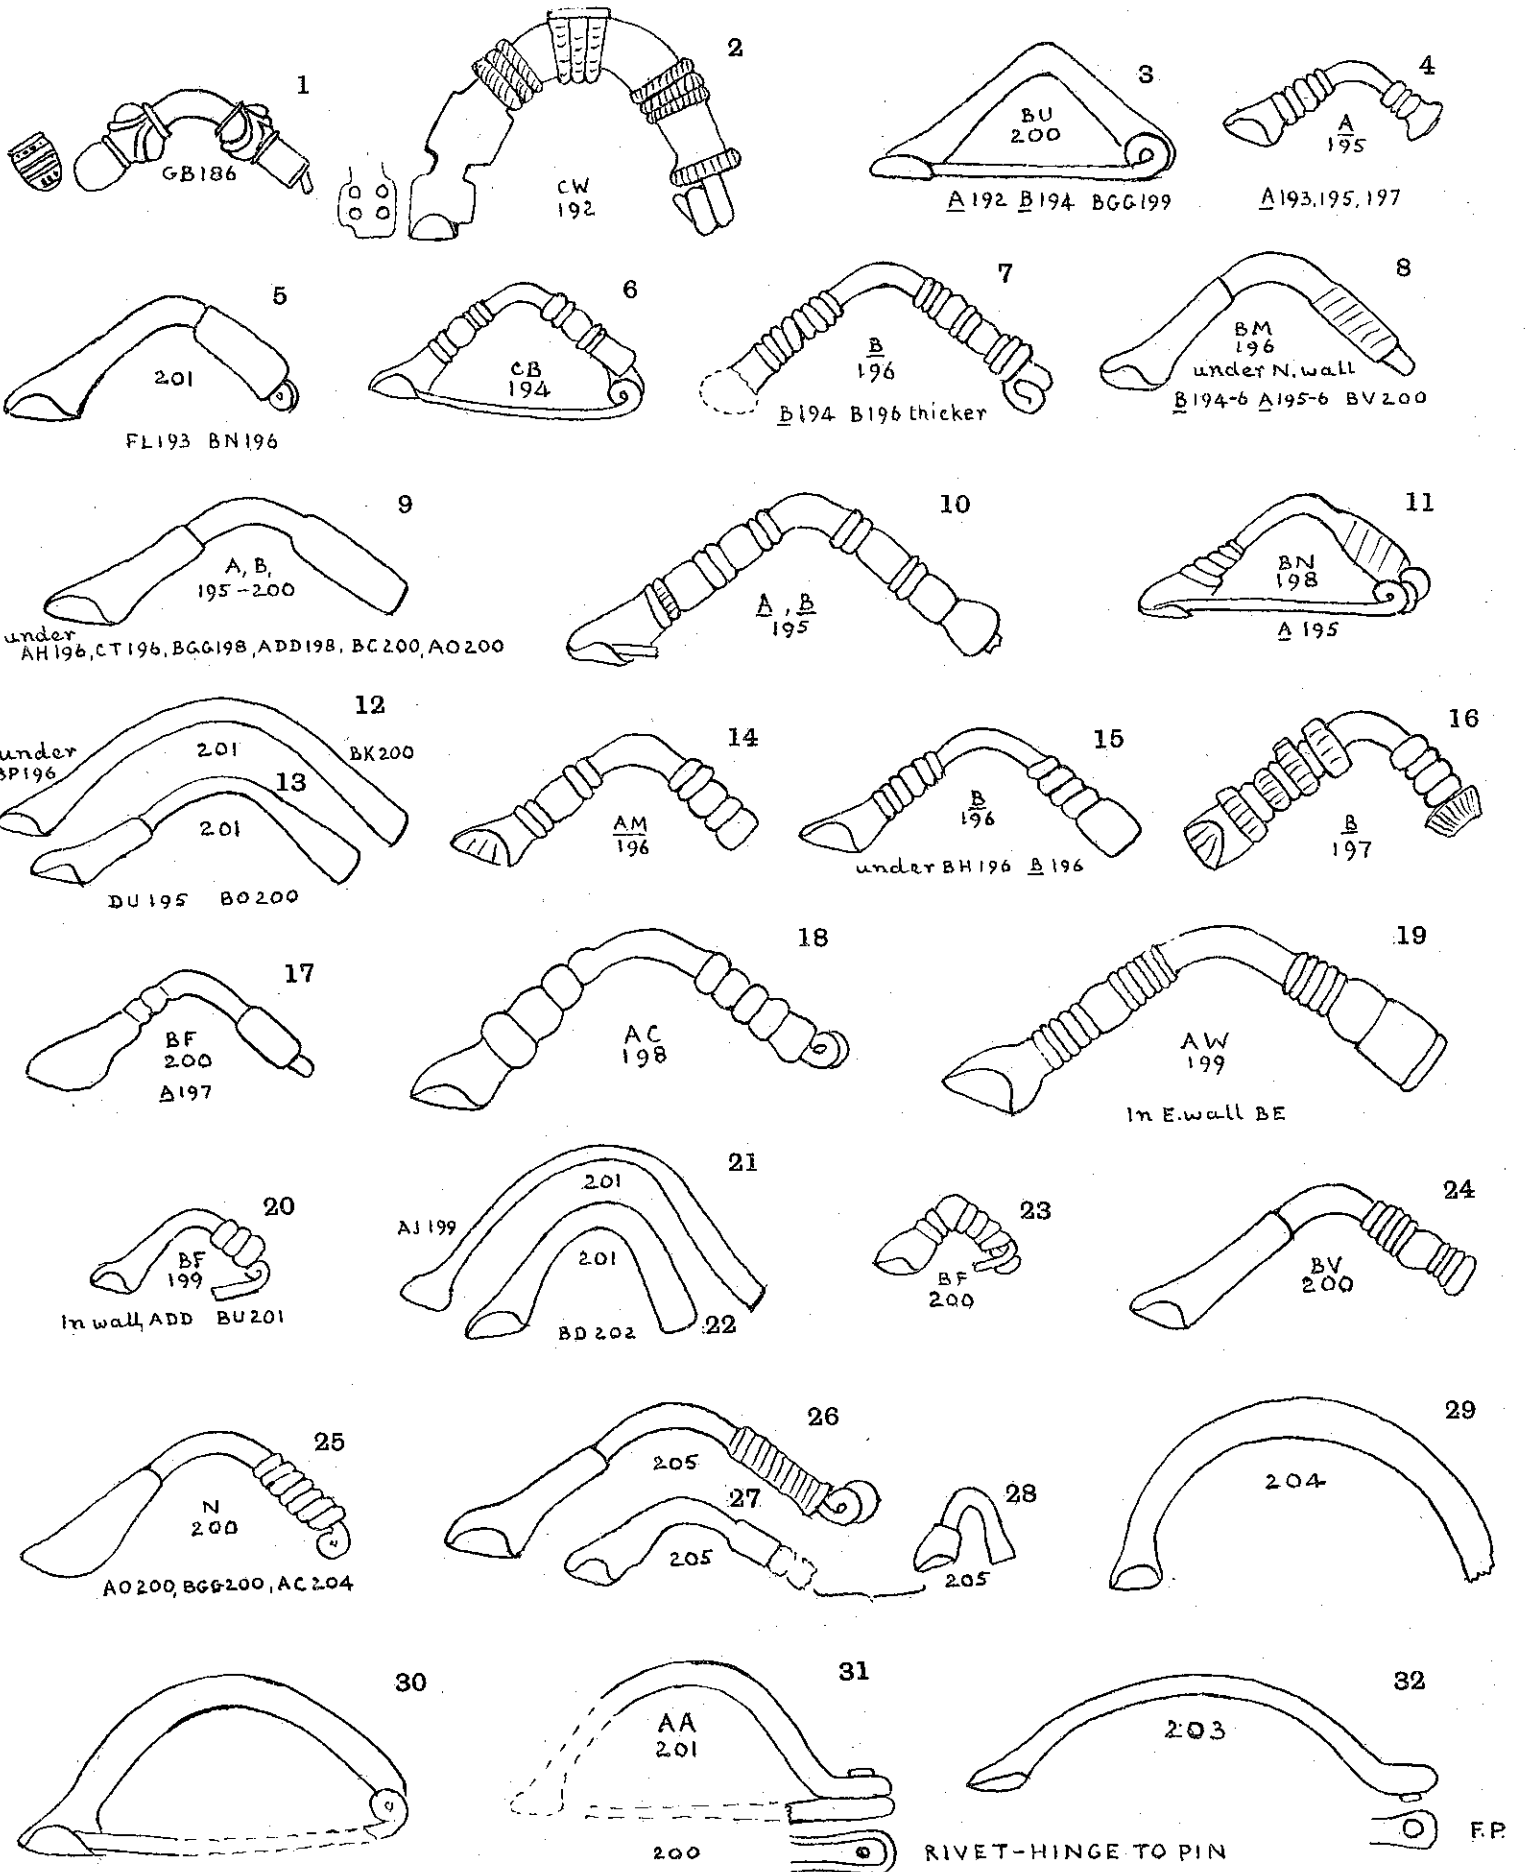 1
GB186
2
CW
192
3
BU
200
A192 B194 BGG199
4
A
195
A193,195,197
5
201
FL193 BN196
6
CB
194
7
B
196
B194 B196 thicker
8
BM
196
under N. wall
B194-6 A195-6 BV200
9
A, B,
195-200
under
AH196, CT196, BGG198, ADD198, BC200, AO200
10
A, B
195
11
BN
198
A 195
12
under
BP196
201
BK200
13
201
DU195 BO200
14
AM
196
15
B
196
under BH196 B196
16
B
197
17
BF
200
A197
18
AC
198
19
AW
199
In E. wall BE
20
BF
199
In wall, ADD BU201
21
AJ199
201
201
BD202
22
23
BF
200
24
BV
200
25
N
200
AO200, BGG200, AC204
26
205
27
205
28
205
29
204
30
31
AA
201
200
RIVET-HINGE TO PIN
32
203
F.P.